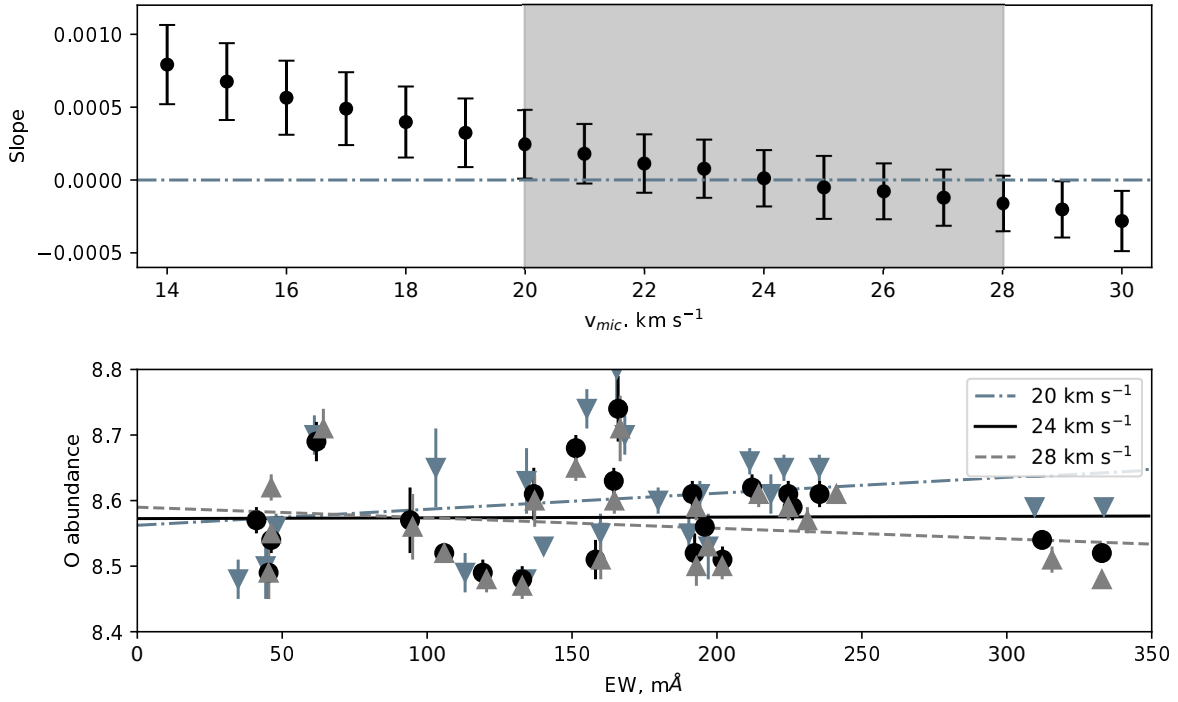 0.0010
0.0005
0.0000
−0.0005
Slope
14 16 18 20 22 24 26 28 30
v_mic. km s⁻¹
8.8
8.7
8.6
8.5
8.4
O abundance
20 km s⁻¹
24 km s⁻¹
28 km s⁻¹
0 50 100 150 200 250 300 350
EW, mÅ